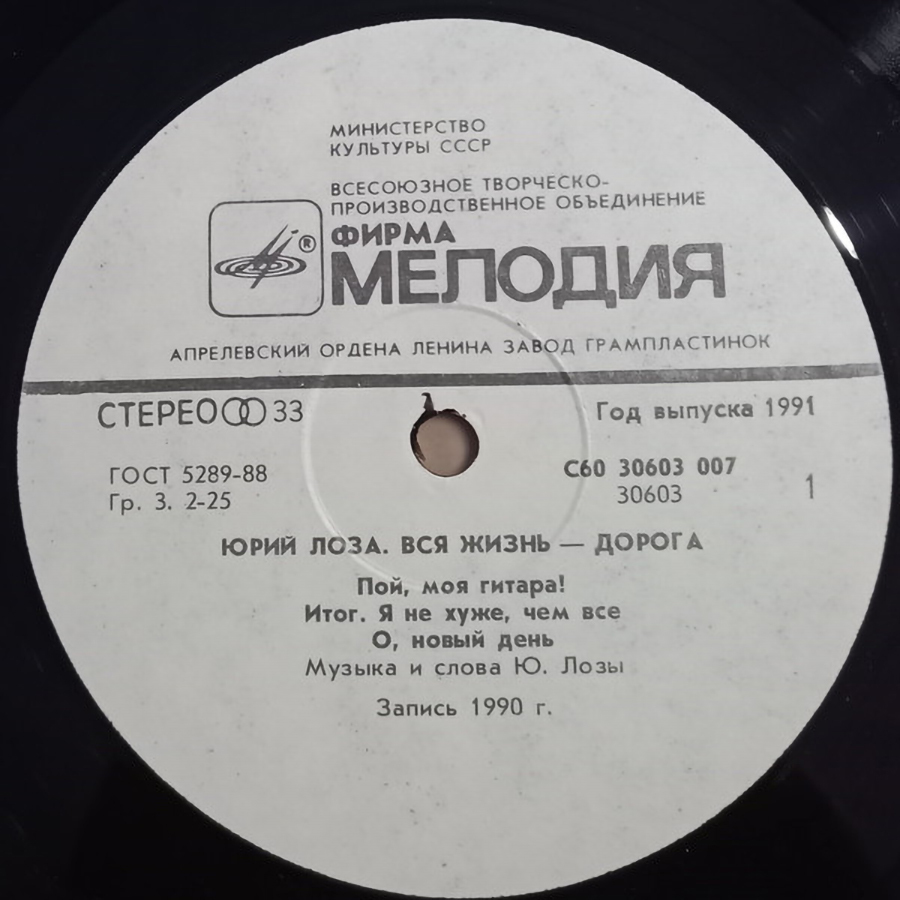 МИНИСТЕРСТВО
КУЛЬТУРЫ СССР
ВСЕСОЮЗНОЕ ТВОРЧЕСКО-
ПРОИЗВОДСТВЕННОЕ ОБЪЕДИНЕНИЕ
ФИРМА
®
МЕЛОДИЯ
АПРЕЛЕВСКИЙ ОРДЕНА ЛЕНИНА ЗАВОД ГРАМПЛАСТИНОК
СТЕРЕО 33
Год выпуска 1991
ГОСТ 5289-88
Гр. 3. 2-25
С60 30603 007
30603
1
ЮРИЙ ЛОЗА. ВСЯ ЖИЗНЬ — ДОРОГА
Пой, моя гитара!
Итог. Я не хуже, чем все
О, новый день
Музыка и слова Ю. Лозы
Запись 1990 г.